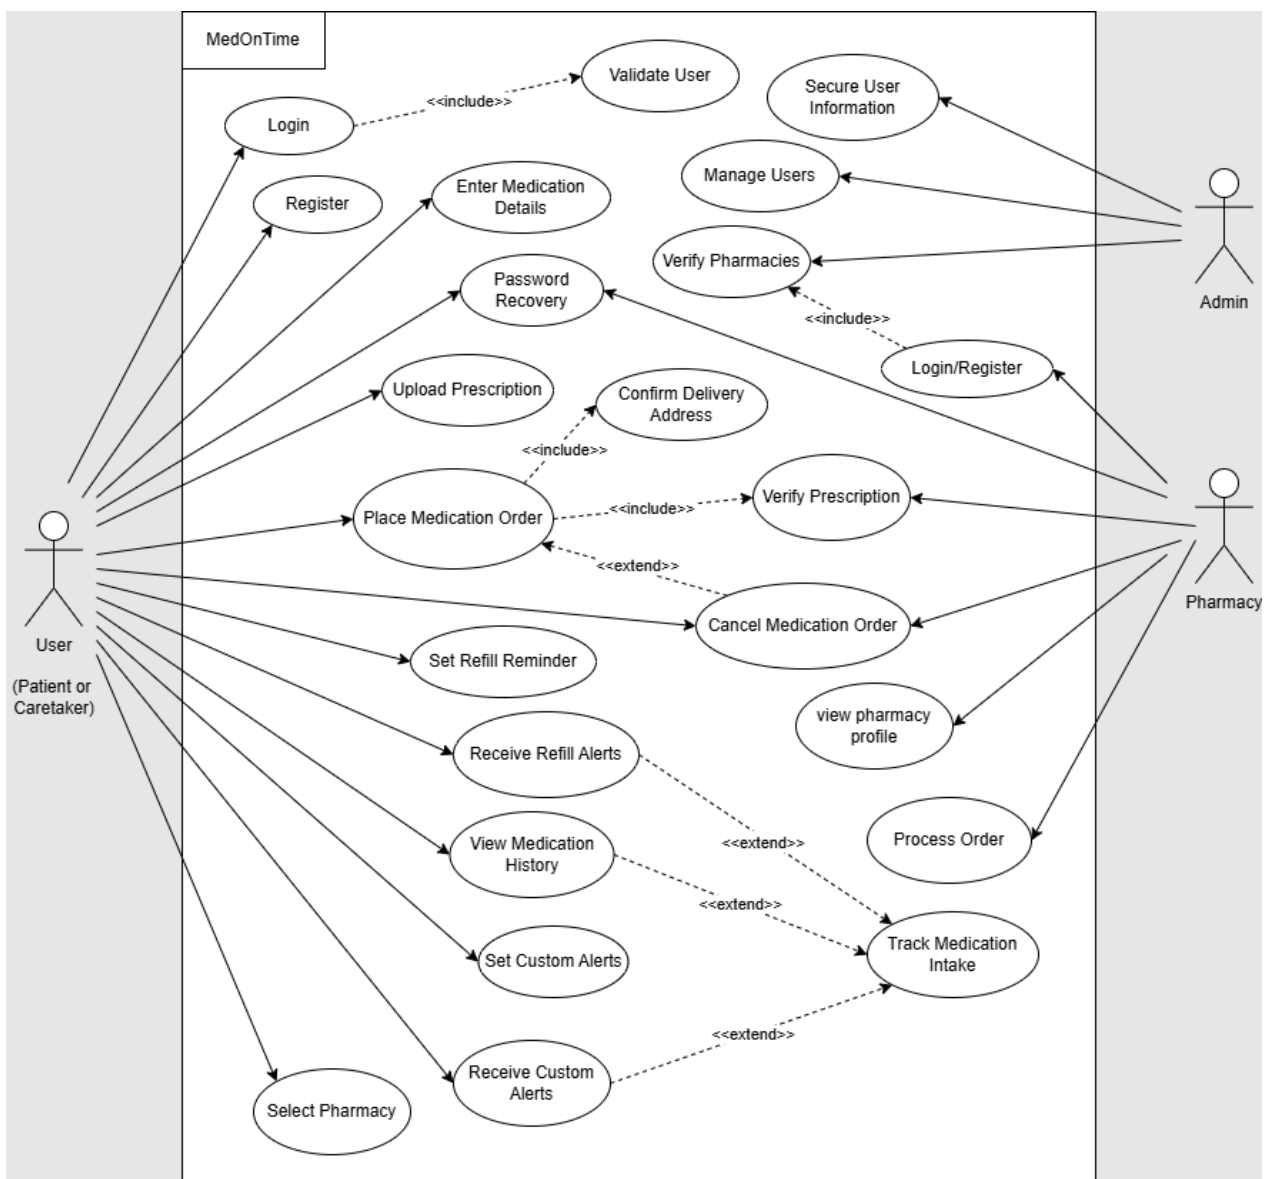 MedOnTime
Validate User
Secure User
Information
<<include>>
Login
Enter Medication
Details
Manage Users
Register
Verify Pharmacies
Password
Recovery
Admin
<<include>>
Login/Register
Upload Prescription
Confirm Delivery
Address
<<include>>
Place Medication Order
<<include>>
Verify Prescription
<<extend>>
Pharmacy
Cancel Medication Order
User
(Patient or
Caretaker)
Set Refill Reminder
view pharmacy
profile
Receive Refill Alerts
<<extend>>
Process Order
View Medication
History
<<extend>>
Track Medication
Intake
Set Custom Alerts
<<extend>>
Receive Custom
Alerts
Select Pharmacy